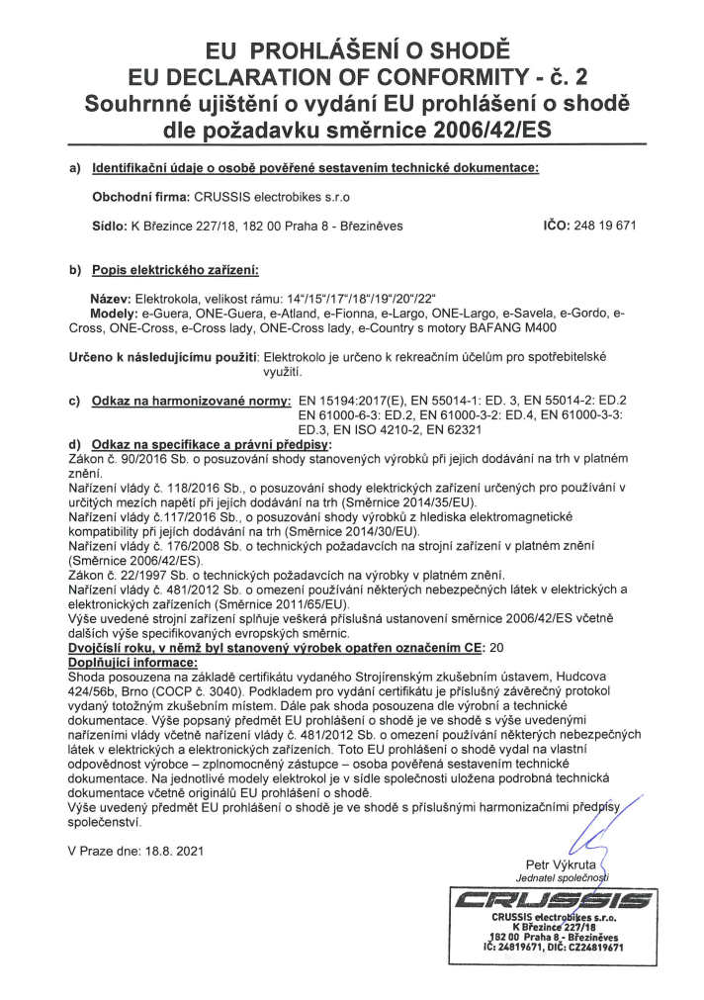 EU PROHLÁŠENÍ O SHODĚ
EU DECLARATION OF CONFORMITY - č. 2
Souhrnné ujištění o vydání EU prohlášení o shodě
dle požadavku směrnice 2006/42/ES
a) Identifikační údaje o osobě pověřené sestavením technické dokumentace:
Obchodní firma: CRUSSIS electrobikes s.r.o
Sídlo: K Březince 227/18, 182 00 Praha 8 - Březiněves IČO: 248 19 671
b) Popis elektrického zařízení:
Název: Elektrokola, velikost rámu: 14“/15“/17“/18“/19“/20“/22“
Modely: e-Guera, ONE-Guera, e-Atland, e-Fionna, e-Largo, ONE-Largo, e-Savela, e-Gordo, e-
Cross, ONE-Cross, e-Cross lady, ONE-Cross lady, e-Country s motory BAFANG M400
Určeno k následujícímu použití: Elektrokolo je určeno k rekreačním účelům pro spotřebitelské
využití.
c) Odkaz na harmonizované normy: EN 15194:2017(E), EN 55014-1: ED. 3, EN 55014-2: ED.2
EN 61000-6-3: ED.2, EN 61000-3-2: ED.4, EN 61000-3-3:
ED.3, EN ISO 4210-2, EN 62321
d) Odkaz na specifikace a právní předpisy:
Zákon č. 90/2016 Sb. o posuzování shody stanovených výrobků při jejich dodávání na trh v platném
znění.
Nařízení vlády č. 118/2016 Sb., o posuzování shody elektrických zařízení určených pro používání v
určitých mezích napětí při jejich dodávání na trh (Směrnice 2014/35/EU).
Nařízení vlády č.117/2016 Sb., o posuzování shody výrobků z hlediska elektromagnetické
kompatibility při jejich dodávání na trh (Směrnice 2014/30/EU).
Nařízení vlády č. 176/2008 Sb. o technických požadavcích na strojní zařízení v platném znění
(Směrnice 2006/42/ES).
Zákon č. 22/1997 Sb. o technických požadavcích na výrobky v platném znění.
Nařízení vlády č. 481/2012 Sb. o omezení používání některých nebezpečných látek v elektrických a
elektronických zařízeních (Směrnice 2011/65/EU).
Výše uvedené strojní zařízení splňuje veškerá příslušná ustanovení směrnice 2006/42/ES včetně
dalších výše specifikovaných evropských směrnic.
Dvojčíslí roku, v němž byl stanovený výrobek opatřen označením CE: 20
Doplňující informace:
Shoda posouzena na základě certifikátu vydaného Strojírenským zkušebním ústavem, Hudcova
424/56b, Brno (COCP č. 3040). Podkladem pro vydání certifikátu je příslušný závěrečný protokol
vydaný totožným zkušebním místem. Dále pak shoda posouzena dle výrobní a technické
dokumentace. Výše popsaný předmět EU prohlášení o shodě je ve shodě s výše uvedenými
nařízeními vlády včetně nařízení vlády č. 481/2012 Sb. o omezení používání některých nebezpečných
látek v elektrických a elektronických zařízeních. Toto EU prohlášení o shodě vydal na vlastní
odpovědnost výrobce – zplnomocněný zástupce – osoba pověřená sestavením technické
dokumentace. Na jednotlivé modely elektrokol je v sídle společnosti uložena podrobná technická
dokumentace včetně originálů EU prohlášení o shodě.
Výše uvedený předmět EU prohlášení o shodě je ve shodě s příslušnými harmonizačními předpisy
společenství.
V Praze dne: 18.8. 2021
Petr Výkruta
Jednatel společnosti
CRUSSIS
CRUSSIS electrobikes s.r.o.
K Březince 227/18
182 00 Praha 8 - Březiněves
IČ: 24819671, DIČ: CZ24819671